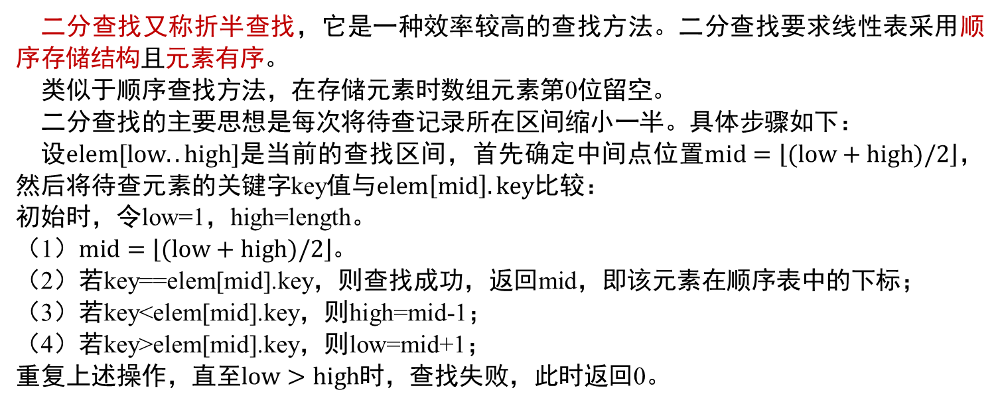 二分查找又称折半查找，它是一种效率较高的查找方法。二分查找要求线性表采用顺
序存储结构且元素有序。
类似于顺序查找方法，在存储元素时数组元素第0位留空。
二分查找的主要思想是每次将待查记录所在区间缩小一半。具体步骤如下：
设elem[low..high]是当前的查找区间，首先确定中间点位置mid = ⌊(low + high)/2⌋，
然后将待查元素的关键字key值与elem[mid].key比较：
初始时，令low=1，high=length。
（1）mid = ⌊(low + high)/2⌋。
（2）若key==elem[mid].key，则查找成功，返回mid，即该元素在顺序表中的下标；
（3）若key<elem[mid].key，则high=mid-1；
（4）若key>elem[mid].key，则low=mid+1；
重复上述操作，直至low > high时，查找失败，此时返回0。